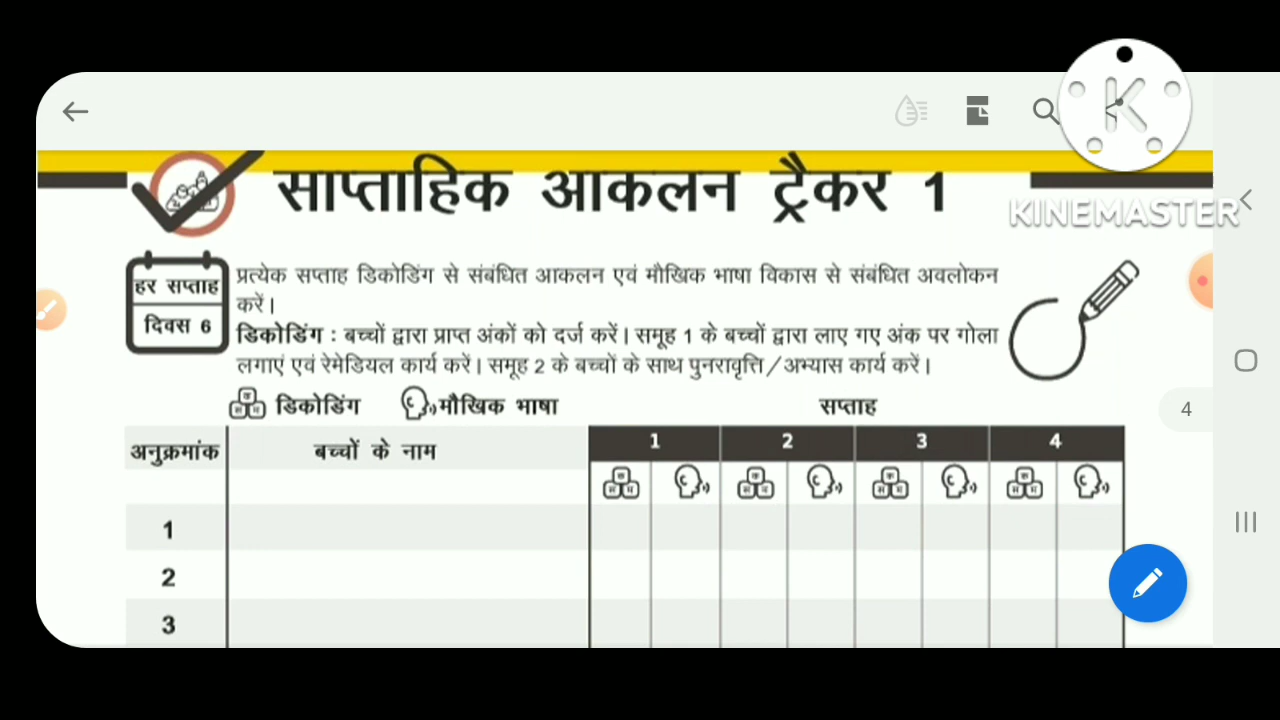 साप्ताहिक आकलन ट्रैकर 1
KINEMASTER
हर सप्ताह
दिवस 6
प्रत्येक सप्ताह डिकोडिंग से संबंधित आकलन एवं मौखिक भाषा विकास से संबंधित अवलोकन
करें।
डिकोडिंग : बच्चों द्वारा प्राप्त अंकों को दर्ज करें। समूह 1 के बच्चों द्वारा लाए गए अंक पर गोला
लगाएं एवं रेमेडियल कार्य करें। समूह 2 के बच्चों के साथ पुनरावृत्ति/अभ्यास कार्य करें।
डिकोडिंग मौखिक भाषा सप्ताह
4
अनुक्रमांक बच्चों के नाम 1 2 3 4
1
2
3